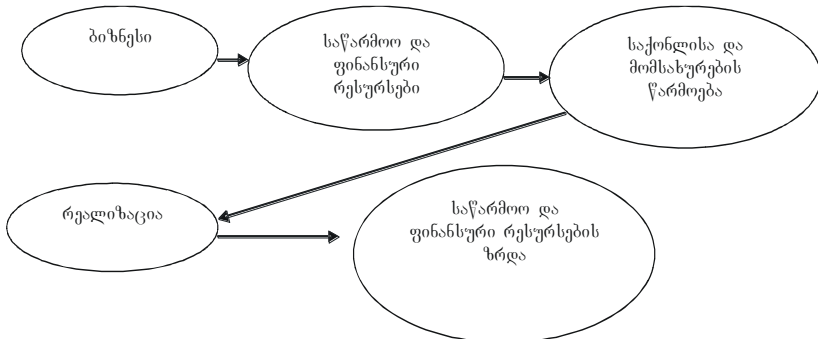 ბიზნესი
საწარმოო და
ფინანსური
რესურსები
საქონლისა და
მომსახურების
წარმოება
რეალიზაცია
საწარმოო და
ფინანსური რესურსების
ზრდა